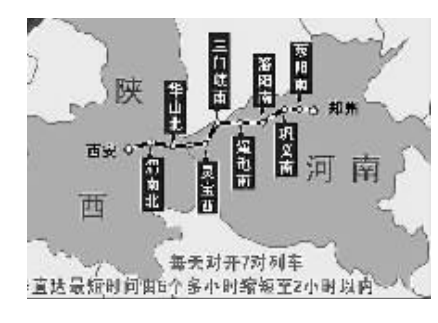 三门峡南
荥阳南
洛阳南
华山北
陕
郑州
西安
渭南北
灵宝西
渑池南
巩义南
河南
西
每天对开7对列车
直达最短时间由6个多小时缩短至2小时以内